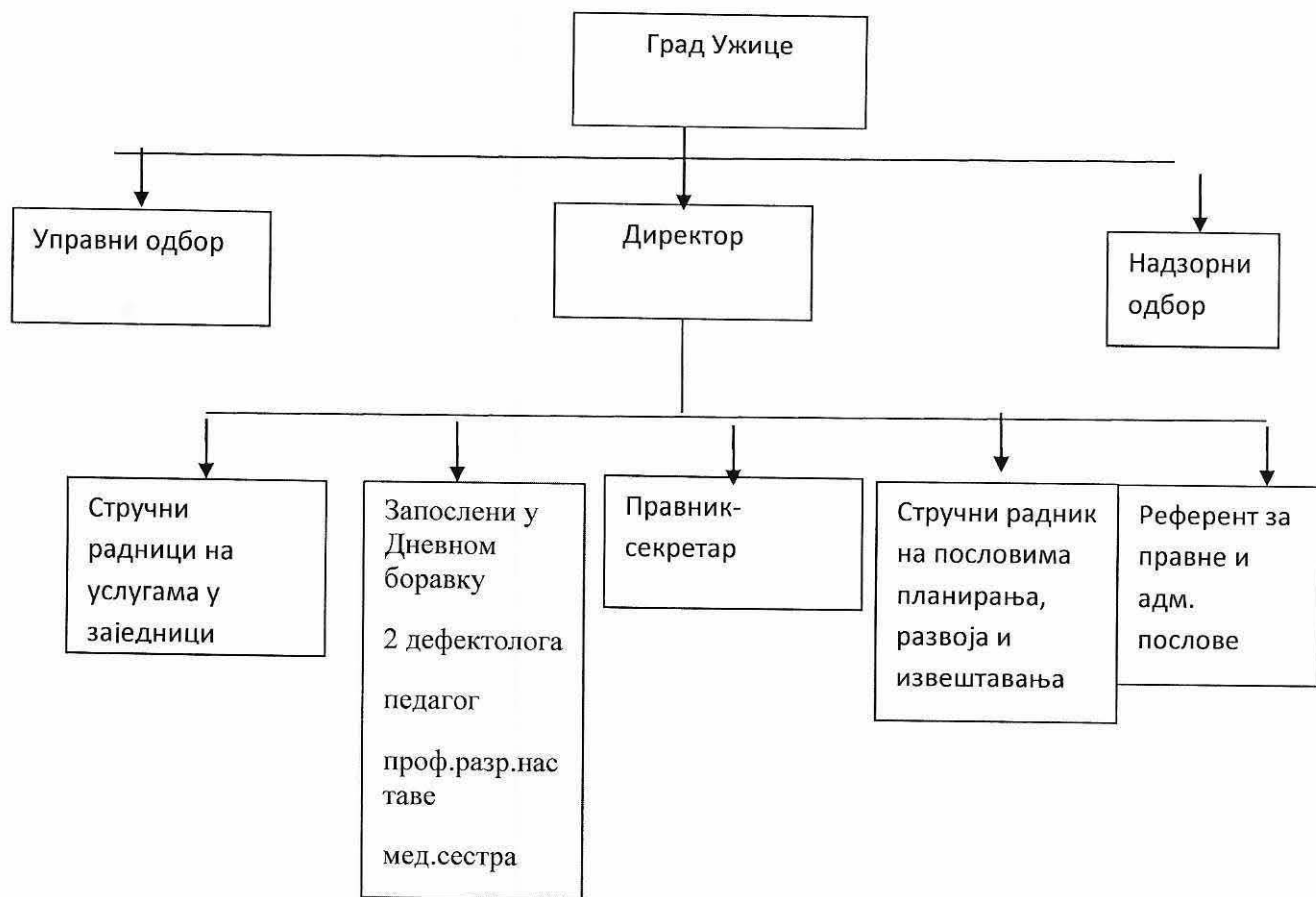 Град Ужице
Управни одбор
Директор
Надзорни
одбор
Стручни
радници на
услугама у
заједници
Запослени у
Дневном
боравку
2 дефектолога
педагог
проф.разр.нас
таве
мед.сестра
Правник-
секретар
Стручни радник
на пословима
планирања,
развоја и
извештавања
Референт за
правне и
адм.
послове